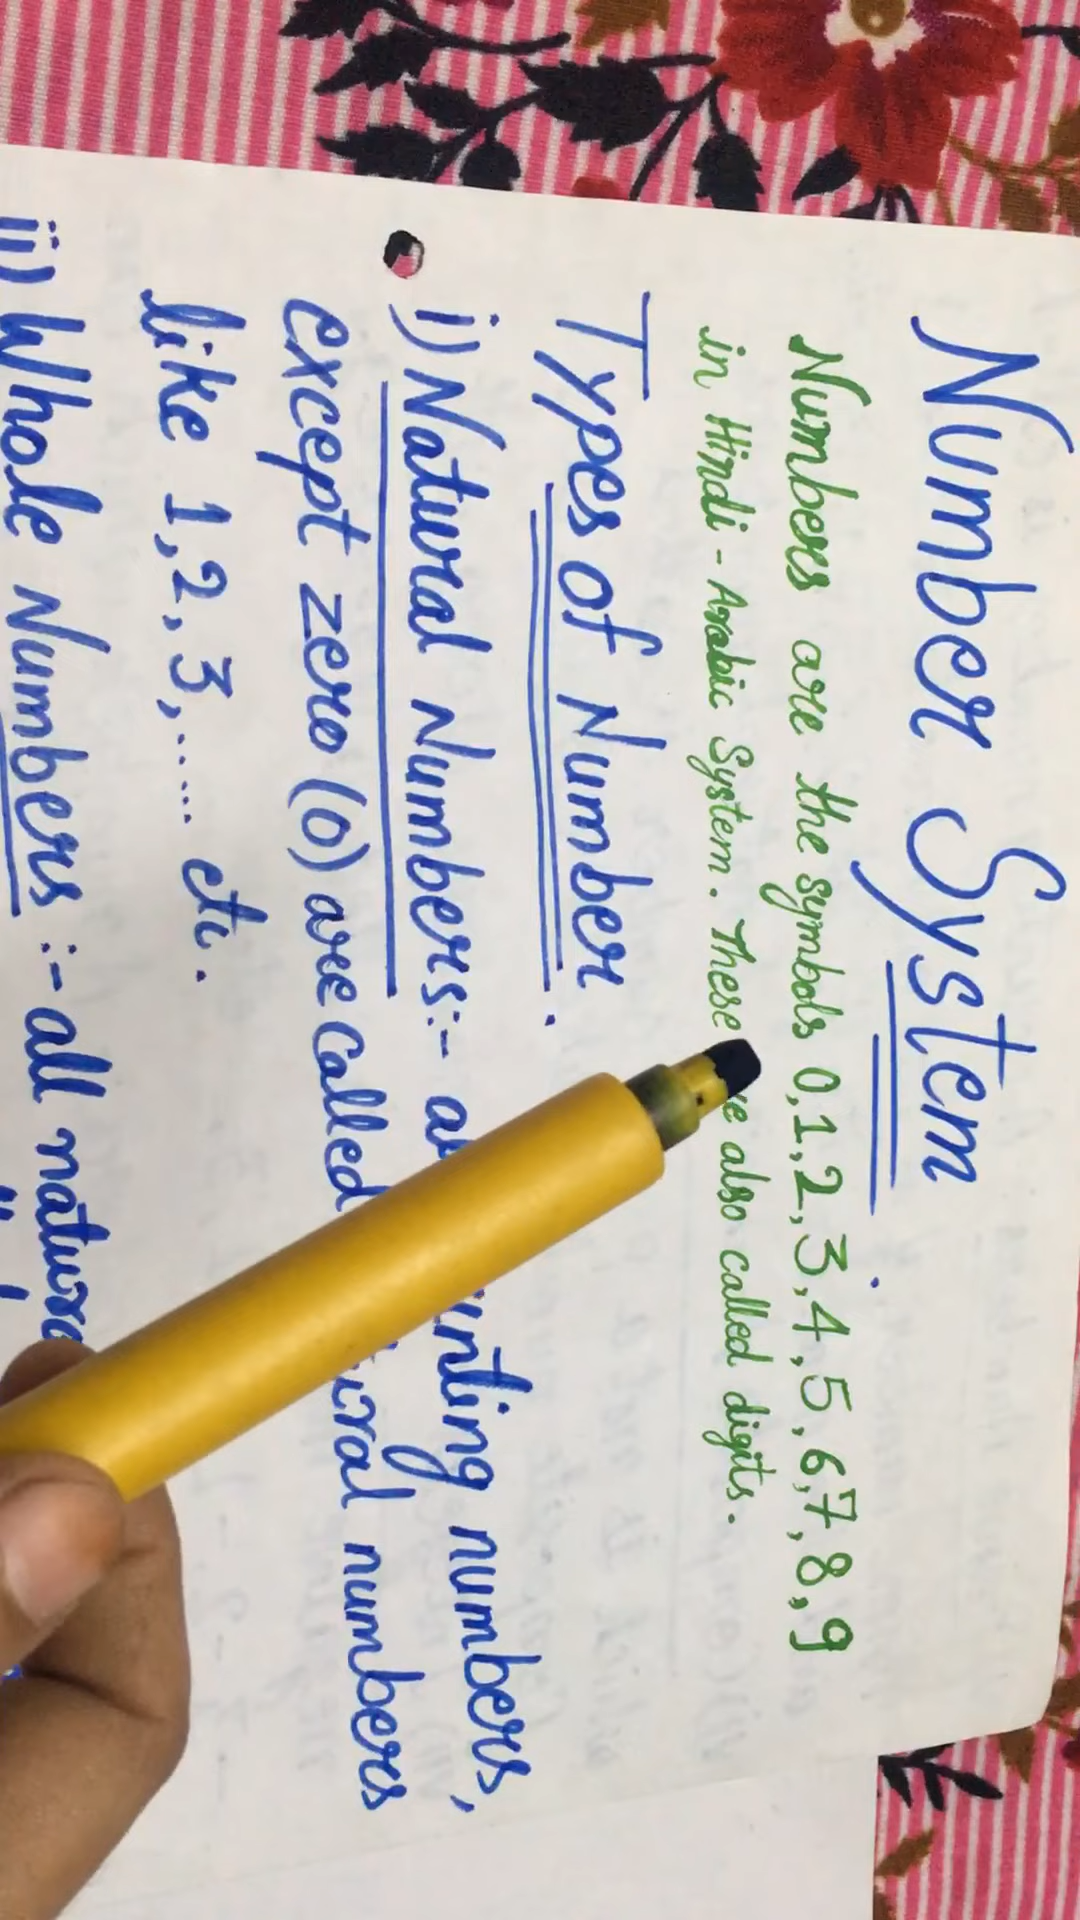 Number System.
Numbers are the symbols 0,1,2,3,4,5,6,7,8,9
in Hindi - Arabic System. These also called digits.
Types of Number.
i) Natural Numbers:- numbers,
except zero (0) are called numbers
like 1,2,3,..... etc.
ii) Whole Numbers :- all